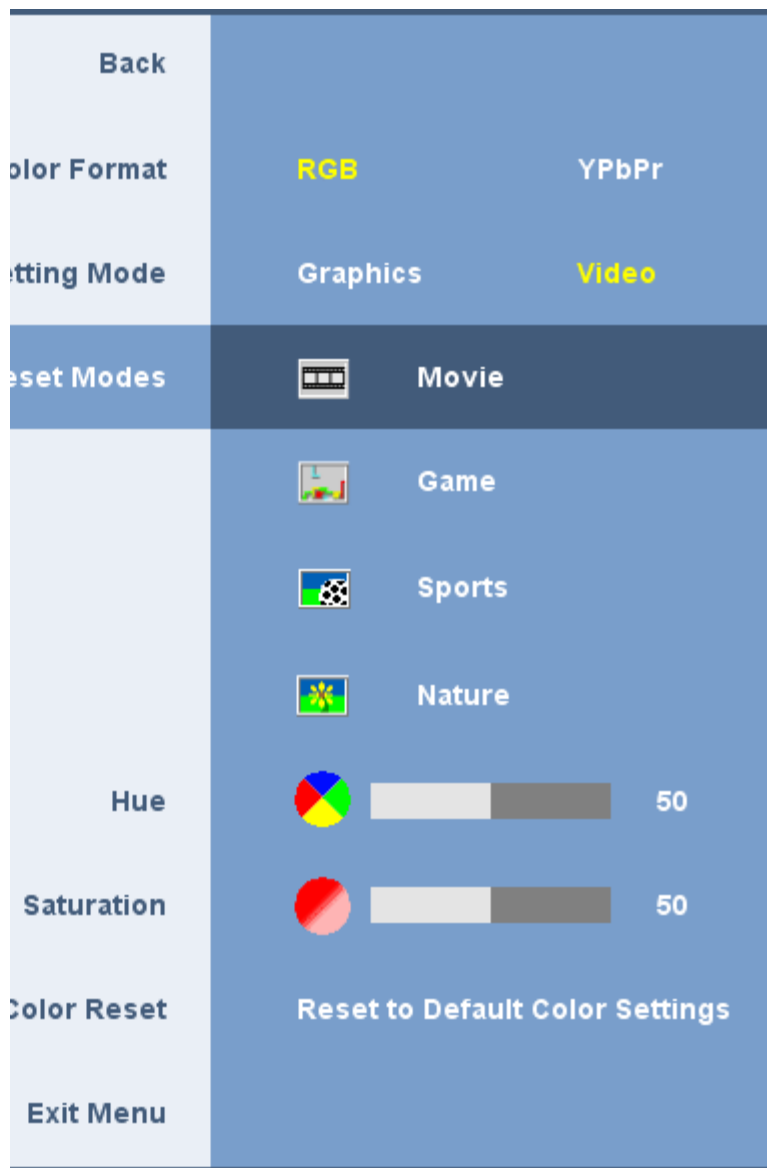 Back
olor Format RGB YPbPr
tting Mode Graphics Video
eset Modes Movie
Game
Sports
Nature
Hue 50
Saturation 50
Color Reset Reset to Default Color Settings
Exit Menu